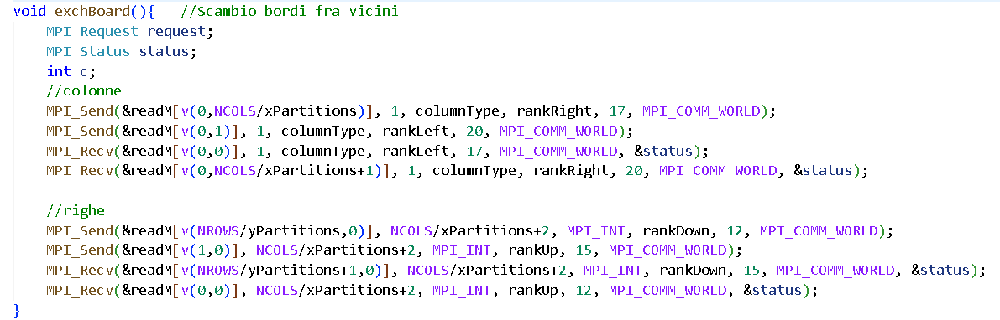 void exchBoard(){   //Scambio bordi fra vicini
    MPI_Request request;
    MPI_Status status;
    int c;
    //colonne
    MPI_Send(&readM[v(0,NCOLS/xPartitions)], 1, columnType, rankRight, 17, MPI_COMM_WORLD);
    MPI_Send(&readM[v(0,1)], 1, columnType, rankLeft, 20, MPI_COMM_WORLD);
    MPI_Recv(&readM[v(0,0)], 1, columnType, rankLeft, 17, MPI_COMM_WORLD, &status);
    MPI_Recv(&readM[v(0,NCOLS/xPartitions+1)], 1, columnType, rankRight, 20, MPI_COMM_WORLD, &status);
    //righe
    MPI_Send(&readM[v(NROWS/yPartitions,0)], NCOLS/xPartitions+2, MPI_INT, rankDown, 12, MPI_COMM_WORLD);
    MPI_Send(&readM[v(1,0)], NCOLS/xPartitions+2, MPI_INT, rankUp, 15, MPI_COMM_WORLD);
    MPI_Recv(&readM[v(NROWS/yPartitions+1,0)], NCOLS/xPartitions+2, MPI_INT, rankDown, 15, MPI_COMM_WORLD, &status);
    MPI_Recv(&readM[v(0,0)], NCOLS/xPartitions+2, MPI_INT, rankUp, 12, MPI_COMM_WORLD, &status);
}